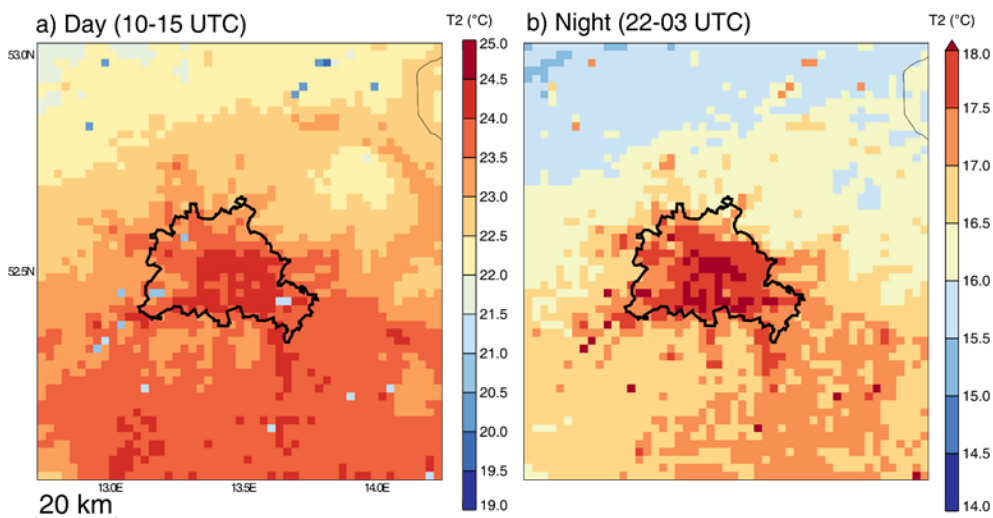 a) Day (10-15 UTC)
T2 (°C)
b) Night (22-03 UTC)
T2 (°C)
53.0N
52.5N
13.0E
13.5E
14.0E
20 km
25.0
24.5
24.0
23.5
23.0
22.5
22.0
21.5
21.0
20.5
20.0
19.5
19.0
18.0
17.5
17.0
16.5
16.0
15.5
15.0
14.5
14.0